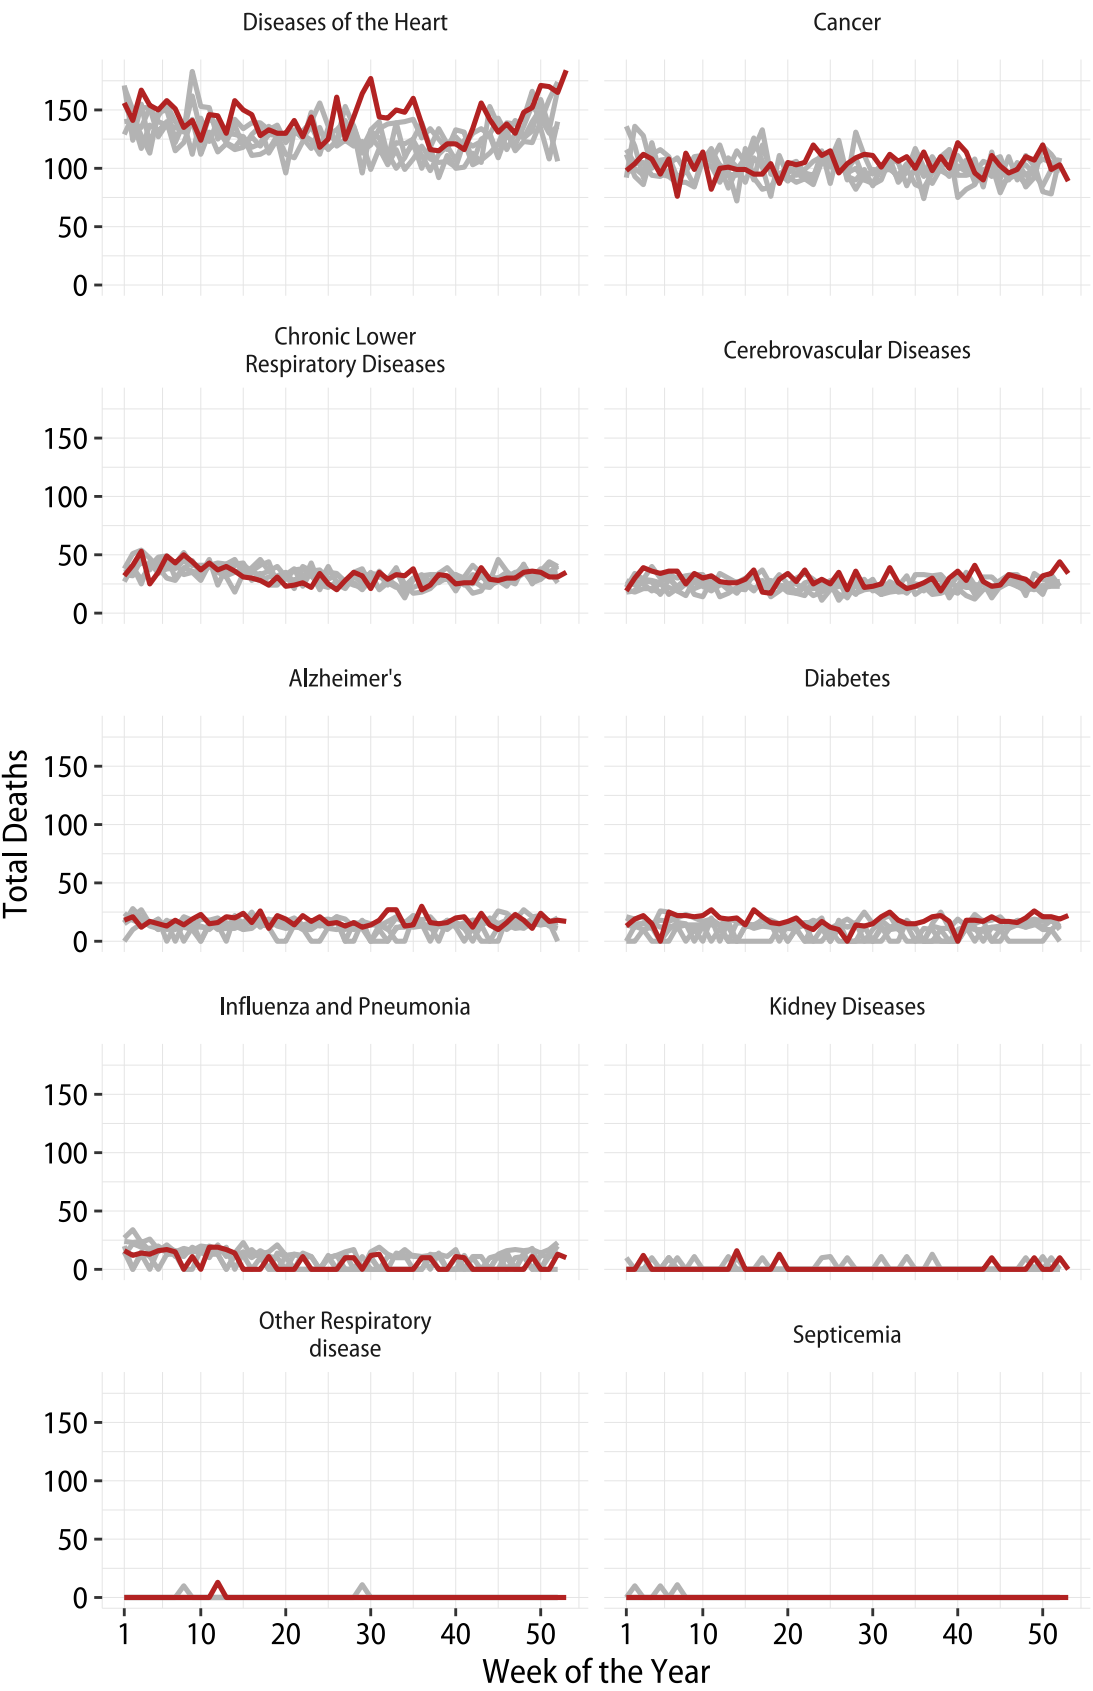 Diseases of the Heart
Cancer
150
100
50
0
Chronic Lower
Respiratory Diseases
Cerebrovascular Diseases
150
100
50
0
Alzheimer's
Diabetes
150
100
50
0
Total Deaths
Influenza and Pneumonia
Kidney Diseases
150
100
50
0
Other Respiratory
disease
Septicemia
150
100
50
0
1 10 20 30 40 50
1 10 20 30 40 50
Week of the Year